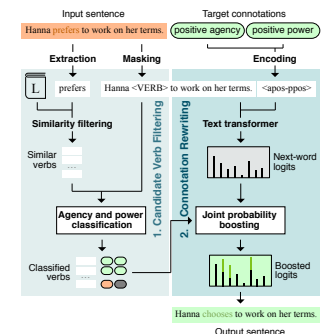 Input sentence
Target connotations
Hanna prefers to work on her terms.
positive agency
positive power
Extraction
Masking
Encoding
L
prefers
Hanna <VERB> to work on her terms.
<apos-ppos>
Similarity filtering
Text transformer
Similar
verbs
...
Next-word
logits
1. Candidate Verb Filtering
2. Connotation Rewriting
Agency and power
classification
Joint probability
boosting
Classified
verbs
...
Boosted
logits
Hanna chooses to work on her terms.
Output sentence